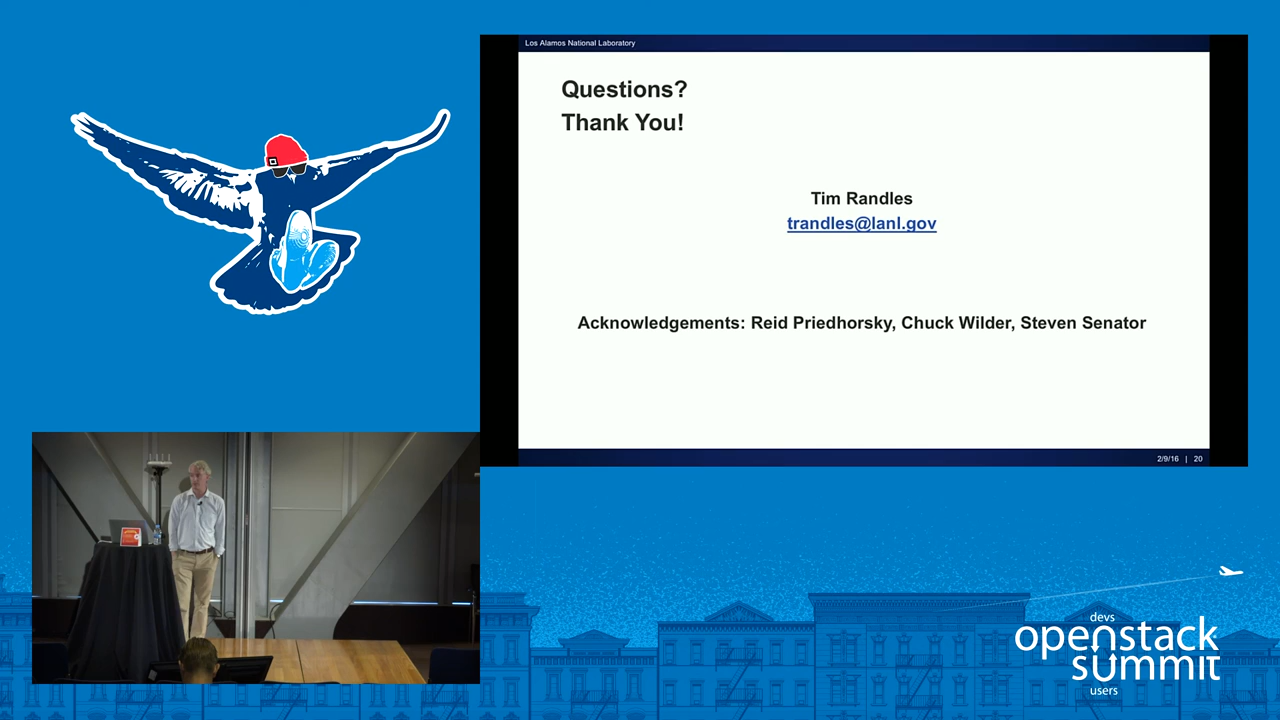 Los Alamos National Laboratory
Questions?
Thank You!
Tim Randles
trandles@lanl.gov
Acknowledgements: Reid Priedhorsky, Chuck Wilder, Steven Senator
2/9/16 | 20
devs
openstack
summit
users